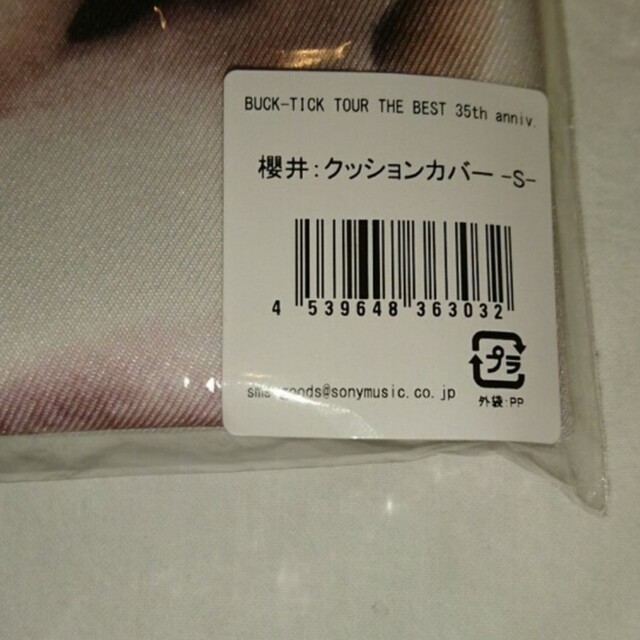 BUCK-TICK TOUR THE BEST 35th anniv.
櫻井:クッションカバー -S-
4 539648 363032
プラ
sms-goods@sonymusic.co.jp
外袋:PP